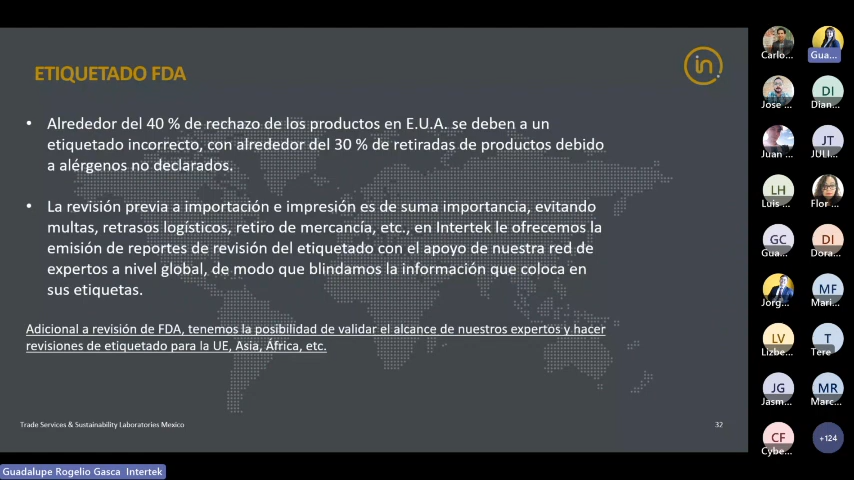 ETIQUETADO FDA
in.
• Alrededor del 40 % de rechazo de los productos en E.U.A. se deben a un
etiquetado incorrecto, con alrededor del 30 % de retiradas de productos debido
a alérgenos no declarados.
• La revisión previa a importación e impresión es de suma importancia, evitando
multas, retrasos logísticos, retiro de mercancía, etc., en Intertek le ofrecemos la
emisión de reportes de revisión del etiquetado con el apoyo de nuestra red de
expertos a nivel global, de modo que blindamos la información que coloca en
sus etiquetas.
Adicional a revisión de FDA, tenemos la posibilidad de validar el alcance de nuestros expertos y hacer
revisiones de etiquetado para la UE, Asia, África, etc.
Trade Services & Sustainability Laboratories Mexico
32
Guadalupe Rogelio Gasca Intertek
Carlo...
Gua...
Jose ...
DI
Dian...
Juan ...
JT
JULI...
LH
Luis ...
Flor ...
GC
Gua...
DI
Dora...
Jorg...
MF
Mari...
LV
Lizbe...
T
Tere
JG
Jasm...
MR
Marc...
CF
Cybe...
+124